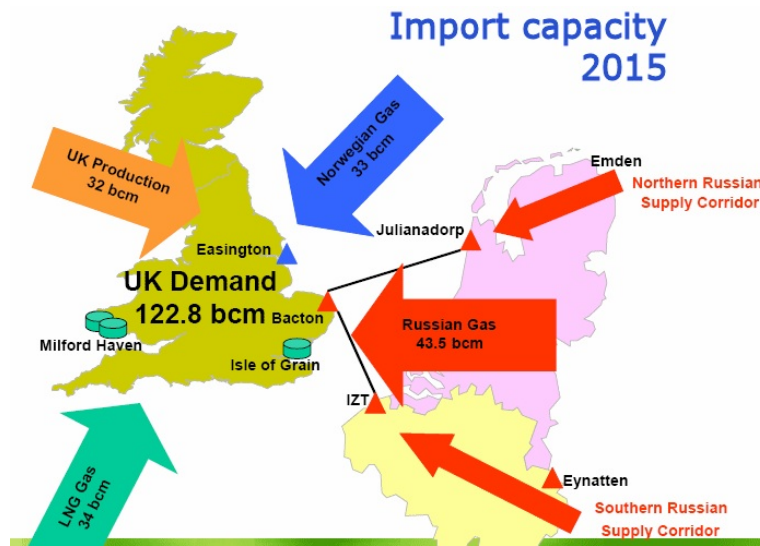 Import capacity
2015
UK Production
32 bcm
Norwegian Gas
33 bcm
Emden
Northern Russian
Supply Corridor
Julianadorp
Easington
UK Demand
122.8 bcm
Bacton
Russian Gas
43.5 bcm
Milford Haven
Isle of Grain
IZT
LNG Gas
34 bcm
Eynatten
Southern Russian
Supply Corridor